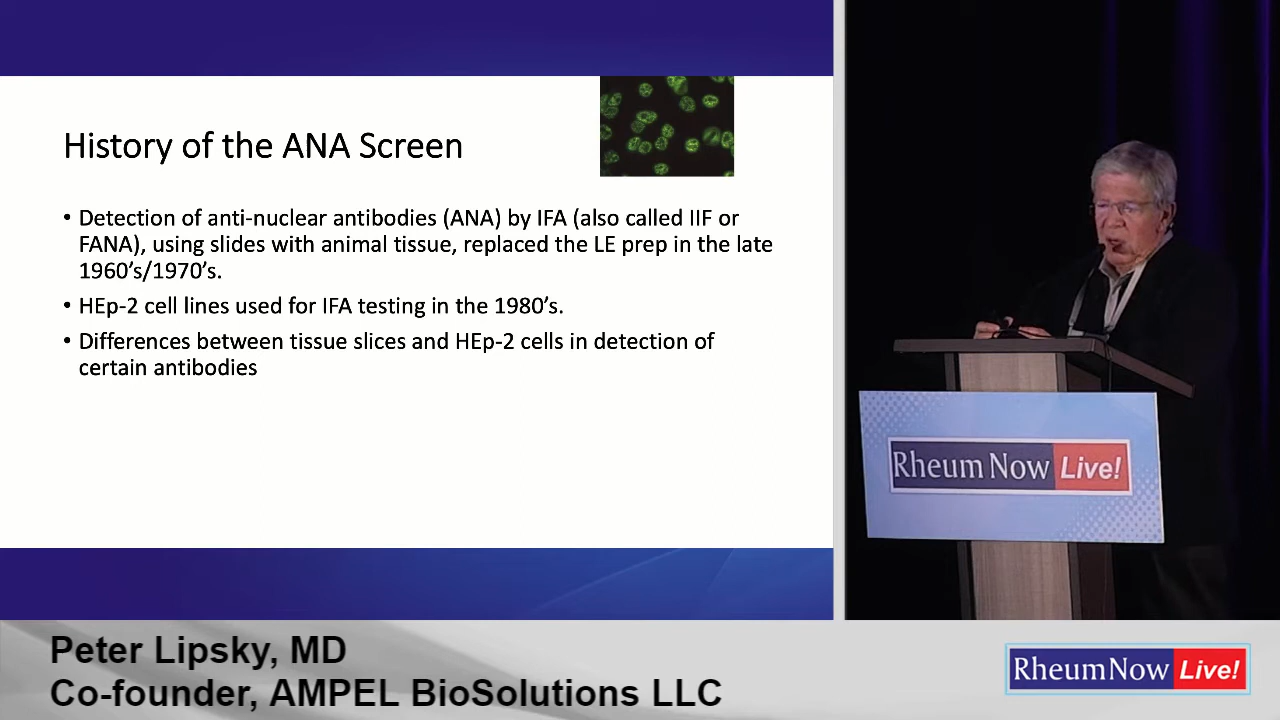 History of the ANA Screen
• Detection of anti-nuclear antibodies (ANA) by IFA (also called IIF or
FANA), using slides with animal tissue, replaced the LE prep in the late
1960’s/1970’s.
• HEp-2 cell lines used for IFA testing in the 1980’s.
• Differences between tissue slices and HEp-2 cells in detection of
certain antibodies
Rheum Now Live!
Peter Lipsky, MD
Co-founder, AMPEL BioSolutions LLC
RheumNow Live!